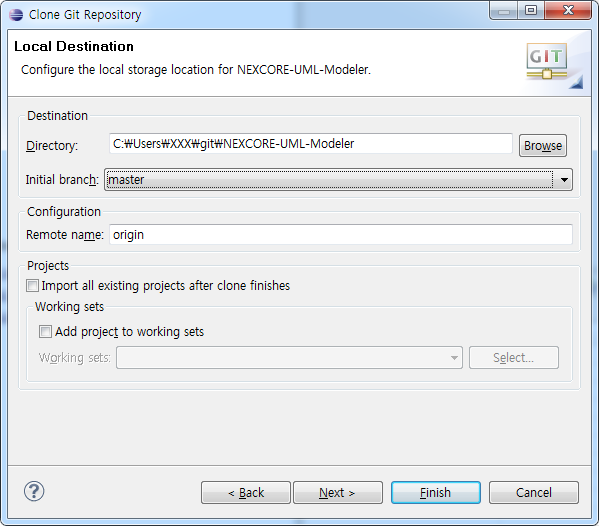 Clone Git Repository
Local Destination
Configure the local storage location for NEXCORE-UML-Modeler.
GIT
Destination
Directory: C:₩Users₩XXX₩git₩NEXCORE-UML-Modeler Browse
Initial branch: master
Configuration
Remote name: origin
Projects
Import all existing projects after clone finishes
Working sets
Add project to working sets
Working sets: Select...
? < Back Next > Finish Cancel